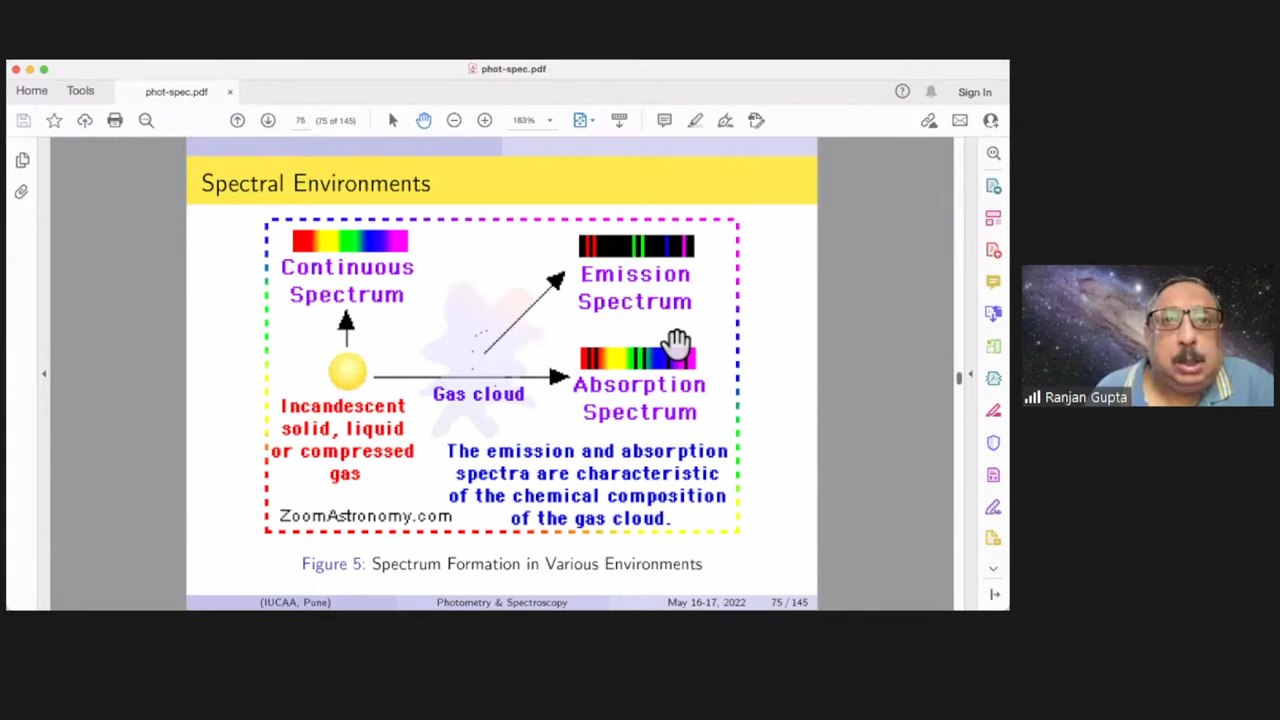 phot-spec.pdf
Home Tools phot-spec.pdf × Sign In
75 (75 of 145) 183%
Spectral Environments
Continuous
Spectrum
Emission
Spectrum
Gas cloud
Absorption
Spectrum
Incandescent
solid, liquid
or compressed
gas
The emission and absorption
spectra are characteristic
of the chemical composition
of the gas cloud.
ZoomAstronomy.com
Figure 5: Spectrum Formation in Various Environments
(IUCAA, Pune) Photometry & Spectroscopy May 16-17, 2022 75 / 145
Ranjan Gupta